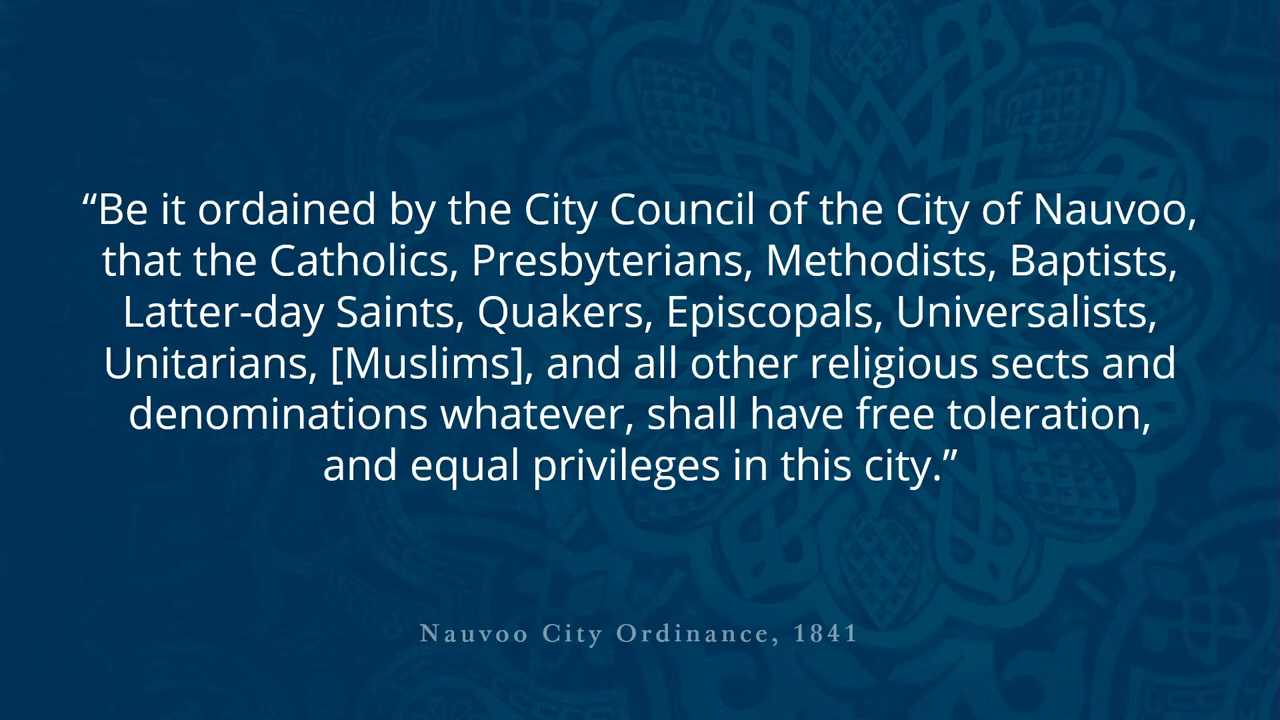 “Be it ordained by the City Council of the City of Nauvoo,
that the Catholics, Presbyterians, Methodists, Baptists,
Latter-day Saints, Quakers, Episcopals, Universalists,
Unitarians, [Muslims], and all other religious sects and
denominations whatever, shall have free toleration,
and equal privileges in this city.”
Nauvoo City Ordinance, 1841